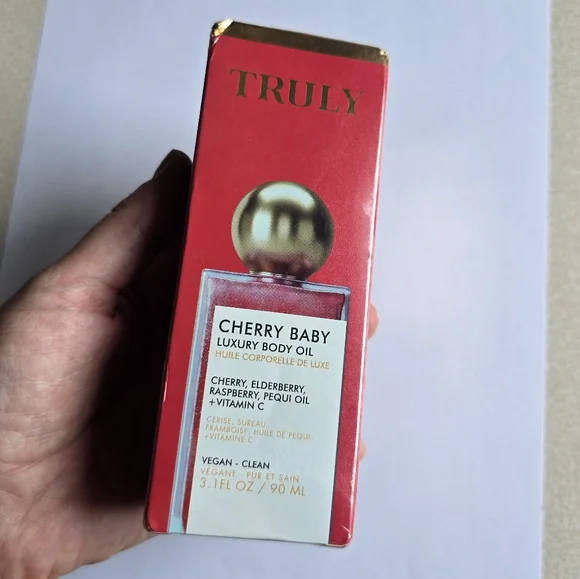 TRULY
CHERRY BABY
LUXURY BODY OIL
HUILE CORPORELLE DE LUXE
CHERRY, ELDERBERRY,
RASPBERRY, PEQUI OIL
+VITAMIN C
CERISE, SUREAU,
FRAMBOISE, HUILE DE PEQUI
+VITAMINE C
VEGAN - CLEAN
VÉGANE - PUR ET SAIN
3.1FL OZ / 90 ML